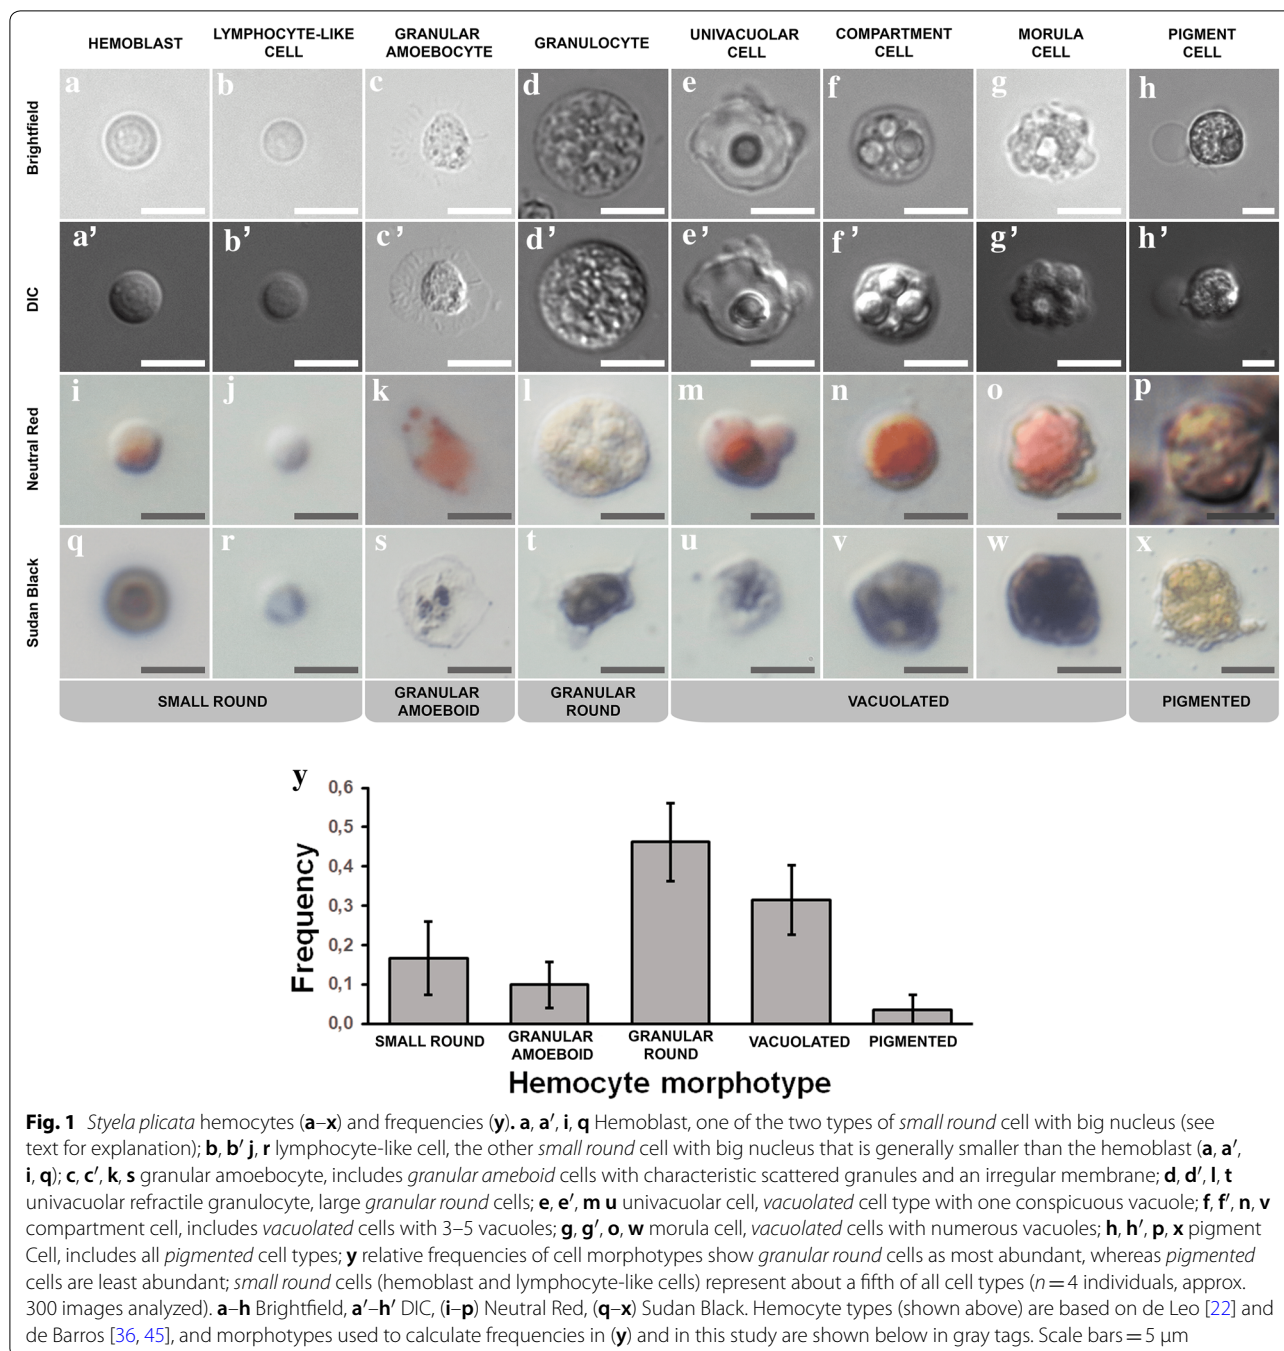 HEMOBLAST
LYMPHOCYTE-LIKE
CELL
GRANULAR
AMOEBOCYTE
GRANULOCYTE
UNIVACUOLAR
CELL
COMPARTMENT
CELL
MORULA
CELL
PIGMENT
CELL
Brightfield
a b c d e f g h
DIC
a’ b’ c’ d’ e’ f’ g’ h’
Neutral Red
i j k l m n o p
Sudan Black
q r s t u v w x
SMALL ROUND
GRANULAR
AMOEBOID
GRANULAR
ROUND
VACUOLATED
PIGMENTED
y
Frequency
0,6
0,5
0,4
0,3
0,2
0,1
0,0
SMALL ROUND
GRANULAR
AMOEBOID
GRANULAR
ROUND
VACUOLATED
PIGMENTED
Hemocyte morphotype
Fig. 1 Styela plicata hemocytes (a–x) and frequencies (y). a, a′, i, q Hemoblast, one of the two types of small round cell with big nucleus (see
text for explanation); b, b′ j, r lymphocyte-like cell, the other small round cell with big nucleus that is generally smaller than the hemoblast (a, a′,
i, q); c, c′, k, s granular amoebocyte, includes granular ameboid cells with characteristic scattered granules and an irregular membrane; d, d′, l, t
univacuolar refractile granulocyte, large granular round cells; e, e′, m u univacuolar cell, vacuolated cell type with one conspicuous vacuole; f, f′, n, v
compartment cell, includes vacuolated cells with 3–5 vacuoles; g, g′, o, w morula cell, vacuolated cells with numerous vacuoles; h, h′, p, x pigment
Cell, includes all pigmented cell types; y relative frequencies of cell morphotypes show granular round cells as most abundant, whereas pigmented
cells are least abundant; small round cells (hemoblast and lymphocyte-like cells) represent about a fifth of all cell types (n = 4 individuals, approx.
300 images analyzed). a–h Brightfield, a′–h′ DIC, (i–p) Neutral Red, (q–x) Sudan Black. Hemocyte types (shown above) are based on de Leo [22] and
de Barros [36, 45], and morphotypes used to calculate frequencies in (y) and in this study are shown below in gray tags. Scale bars = 5 μm